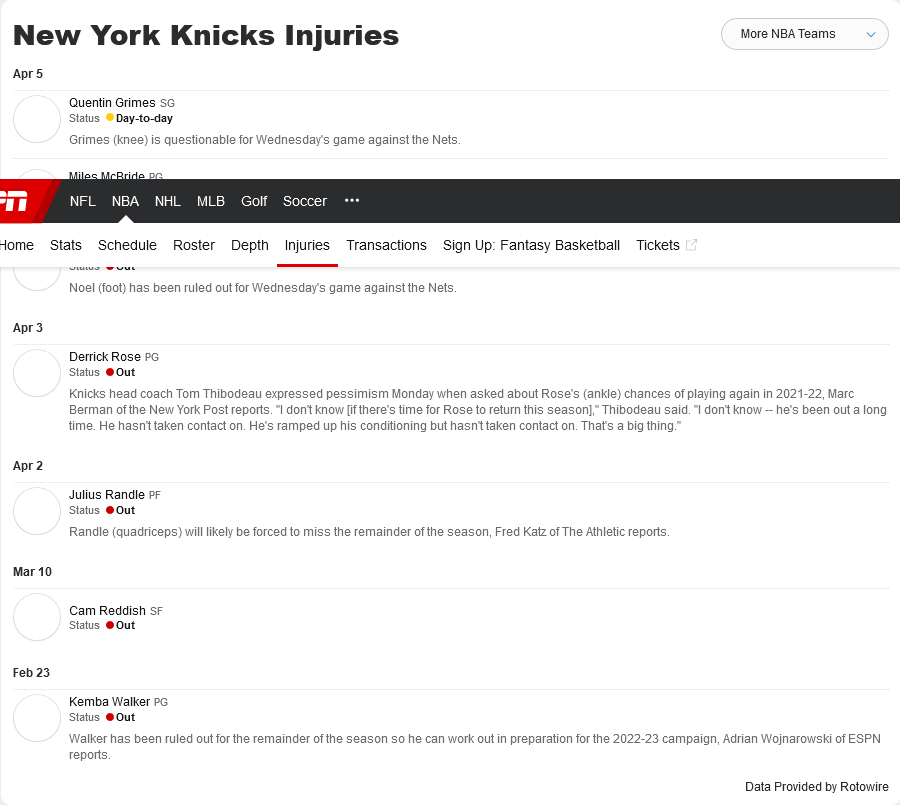 New York Knicks Injuries
More NBA Teams
Apr 5
Quentin Grimes SG
Status Day-to-day
Grimes (knee) is questionable for Wednesday's game against the Nets.
Miles McBride PG
NFL NBA NHL MLB Golf Soccer •••
Home Stats Schedule Roster Depth Injuries Transactions Sign Up: Fantasy Basketball Tickets
Status Out
Noel (foot) has been ruled out for Wednesday's game against the Nets.
Apr 3
Derrick Rose PG
Status Out
Knicks head coach Tom Thibodeau expressed pessimism Monday when asked about Rose's (ankle) chances of playing again in 2021-22, Marc
Berman of the New York Post reports. "I don't know [if there's time for Rose to return this season]," Thibodeau said. "I don't know -- he's been out a long
time. He hasn't taken contact on. He's ramped up his conditioning but hasn't taken contact on. That's a big thing."
Apr 2
Julius Randle PF
Status Out
Randle (quadriceps) will likely be forced to miss the remainder of the season, Fred Katz of The Athletic reports.
Mar 10
Cam Reddish SF
Status Out
Feb 23
Kemba Walker PG
Status Out
Walker has been ruled out for the remainder of the season so he can work out in preparation for the 2022-23 campaign, Adrian Wojnarowski of ESPN
reports.
Data Provided by Rotowire